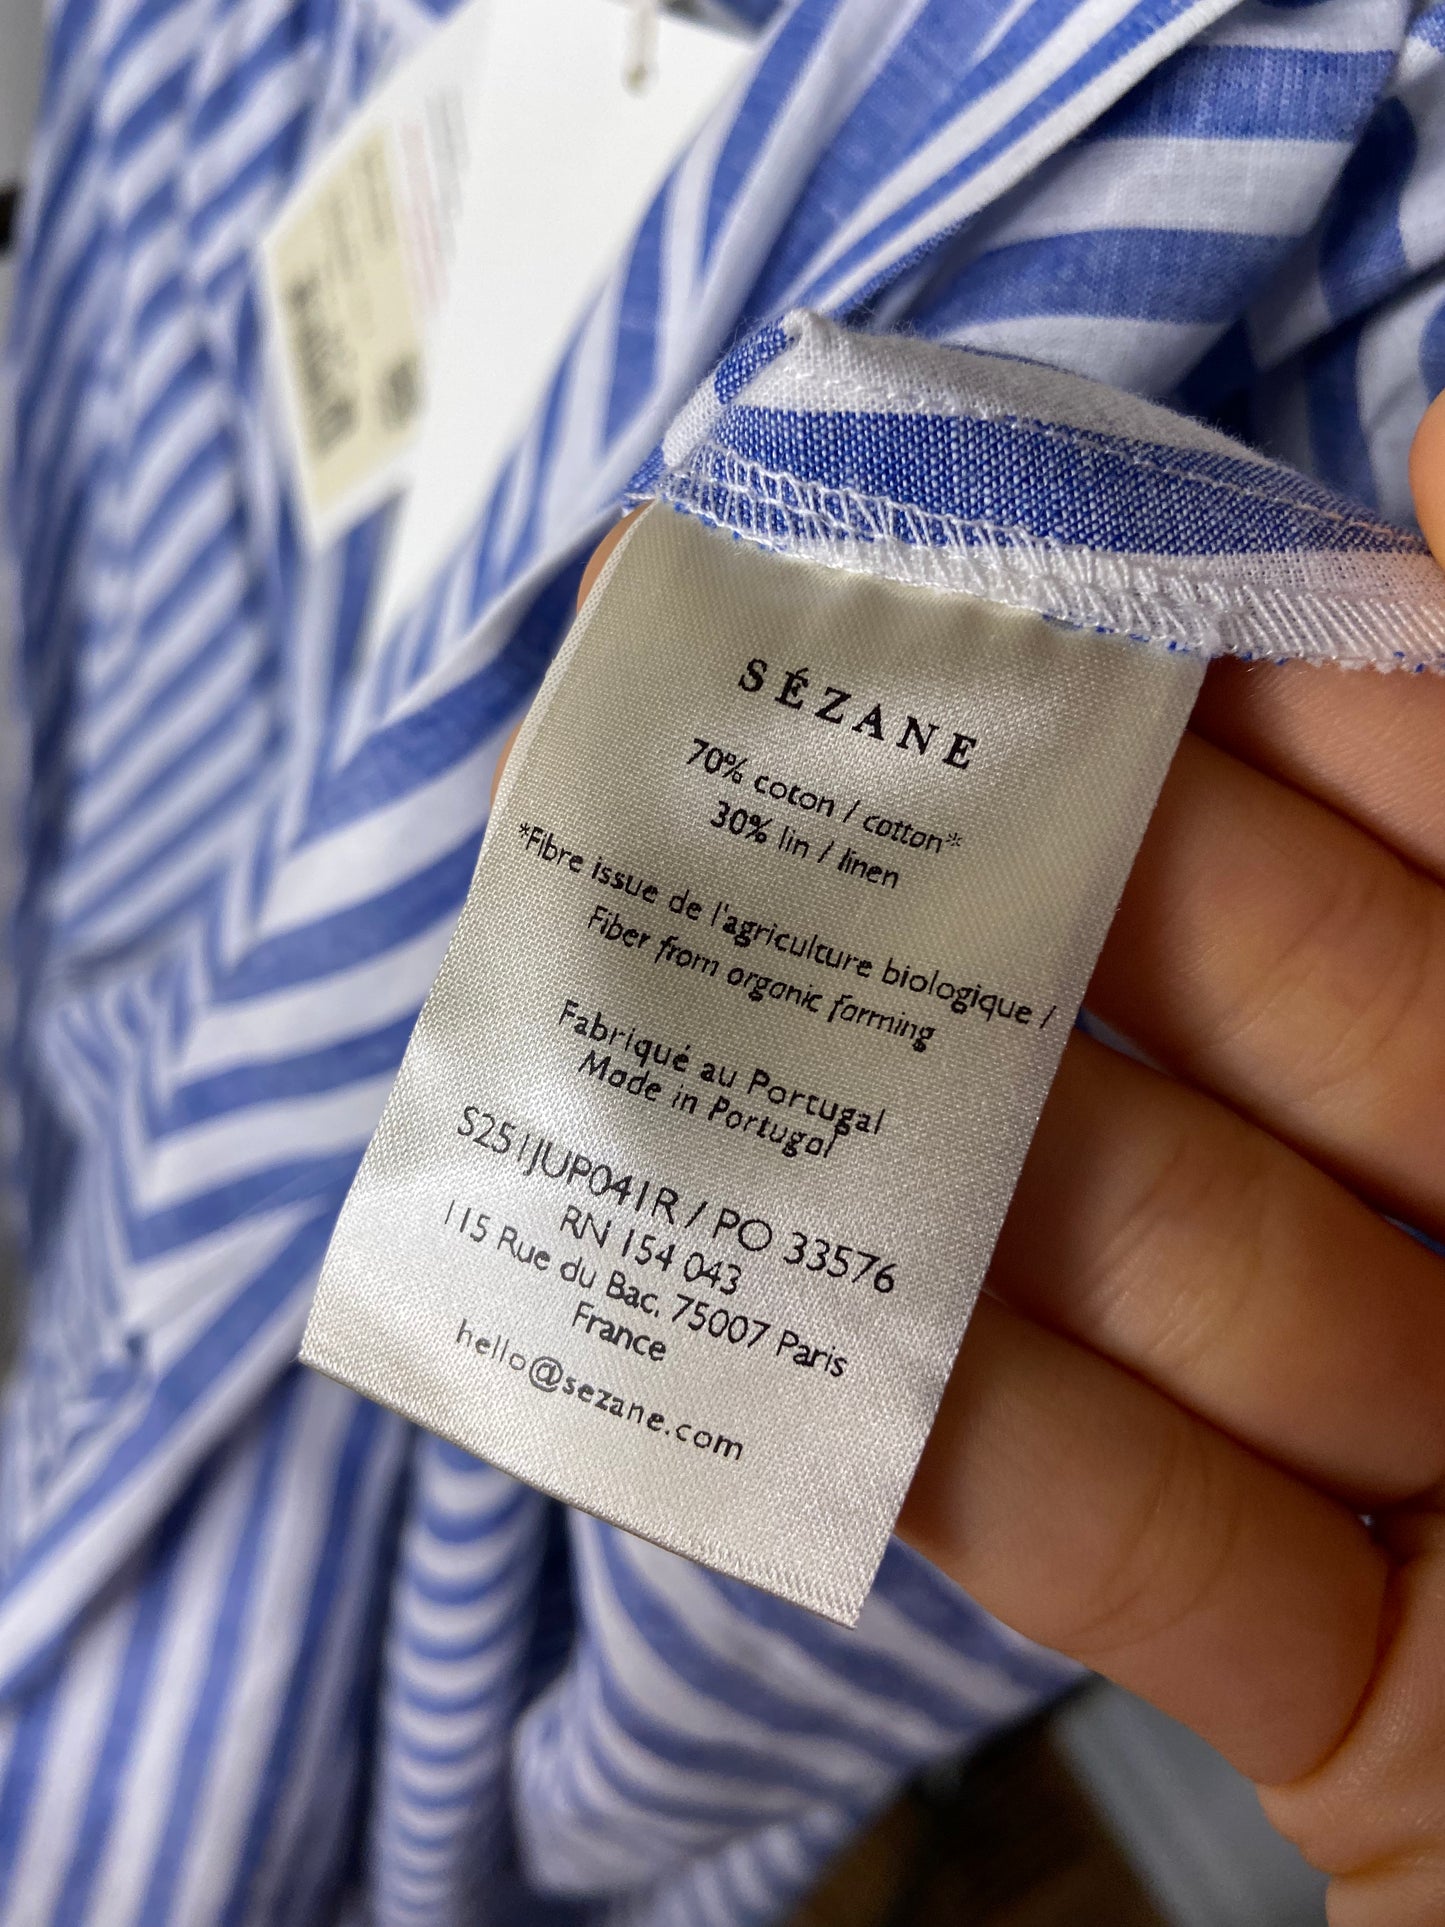 SÉZANE
70% coton / cotton*
30% lin / linen
*Fibre issue de l'agriculture biologique /
Fiber from organic farming
Fabriqué au Portugal
Made in Portugal
S251JUP041R / PO 33576
RN 154 043
115 Rue du Bac, 75007 Paris
France
hello@sezane.com